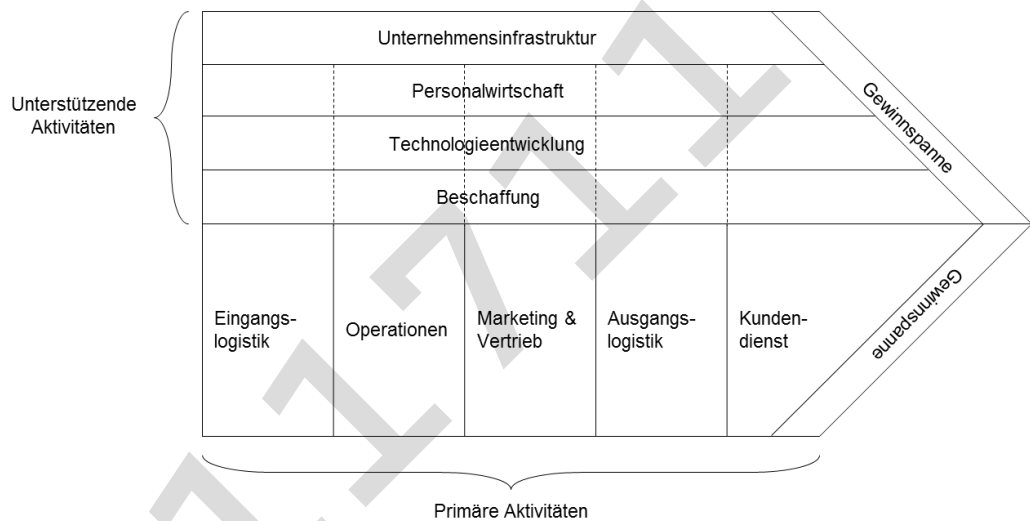 Unternehmensinfrastruktur
Personalwirtschaft
Unterstützende
Aktivitäten
Technologieentwicklung
Beschaffung
Gewinnspanne
Eingangs-
logistik
Operationen
Marketing &
Vertrieb
Ausgangs-
logistik
Kunden-
dienst
Gewinnspanne
Primäre Aktivitäten
1711